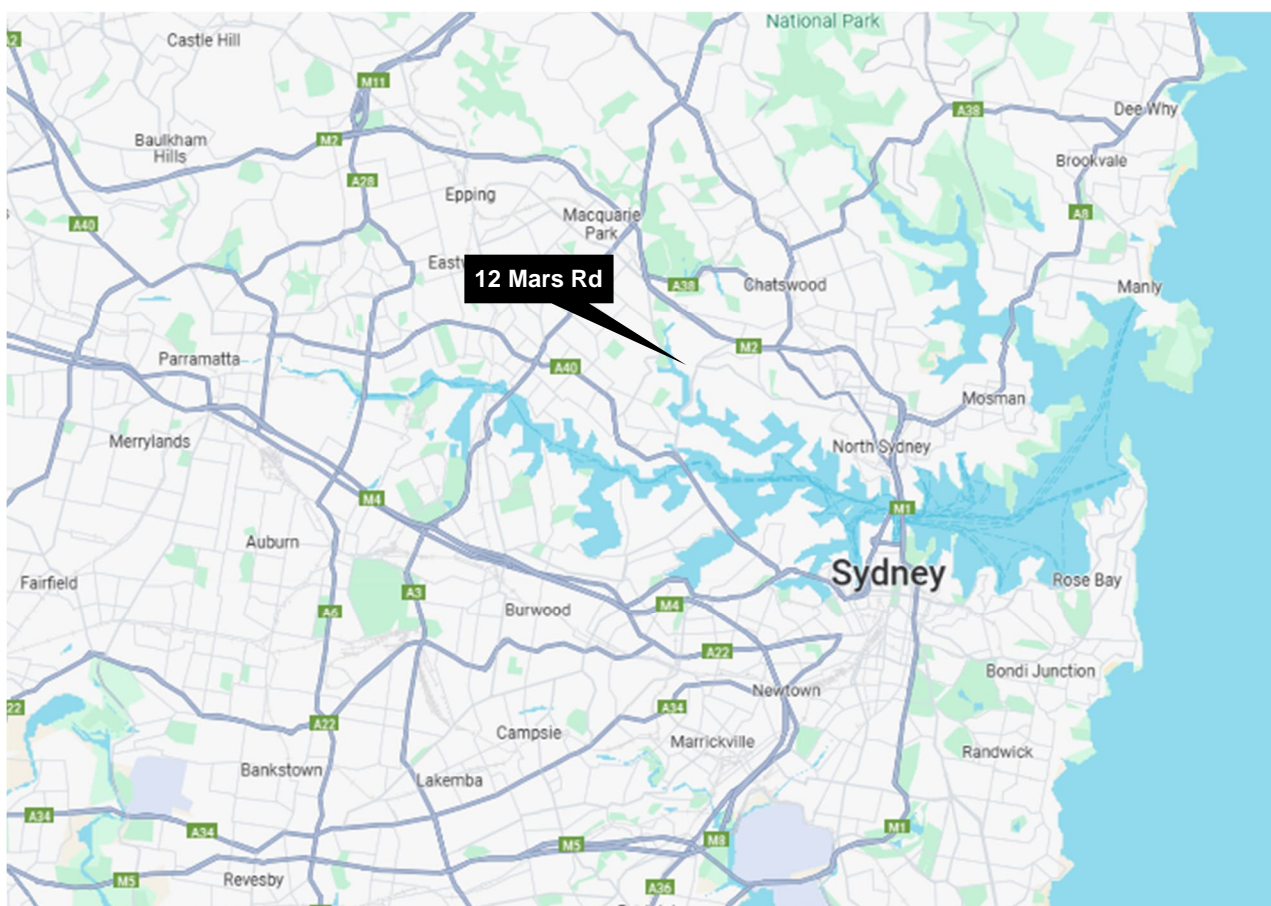 National Park
Castle Hill
M11
Dee Why
A38
Baulkham
Hills
M2
Brookvale
A28
Epping
Macquarie
Park
A8
A40
East
12 Mars Rd
A38
Chatswood
Manly
Parramatta
M2
A40
Mosman
Merrylands
North Sydney
M4
M1
Auburn
Sydney
Fairfield
Rose Bay
A3
A6
Burwood
M4
A22
Bondi Junction
Newtown
22
A34
A22
Campsie
Marrickville
Randwick
Bankstown
Lakemba
A34
A34
M5
M8
M1
M5
Revesby
A36